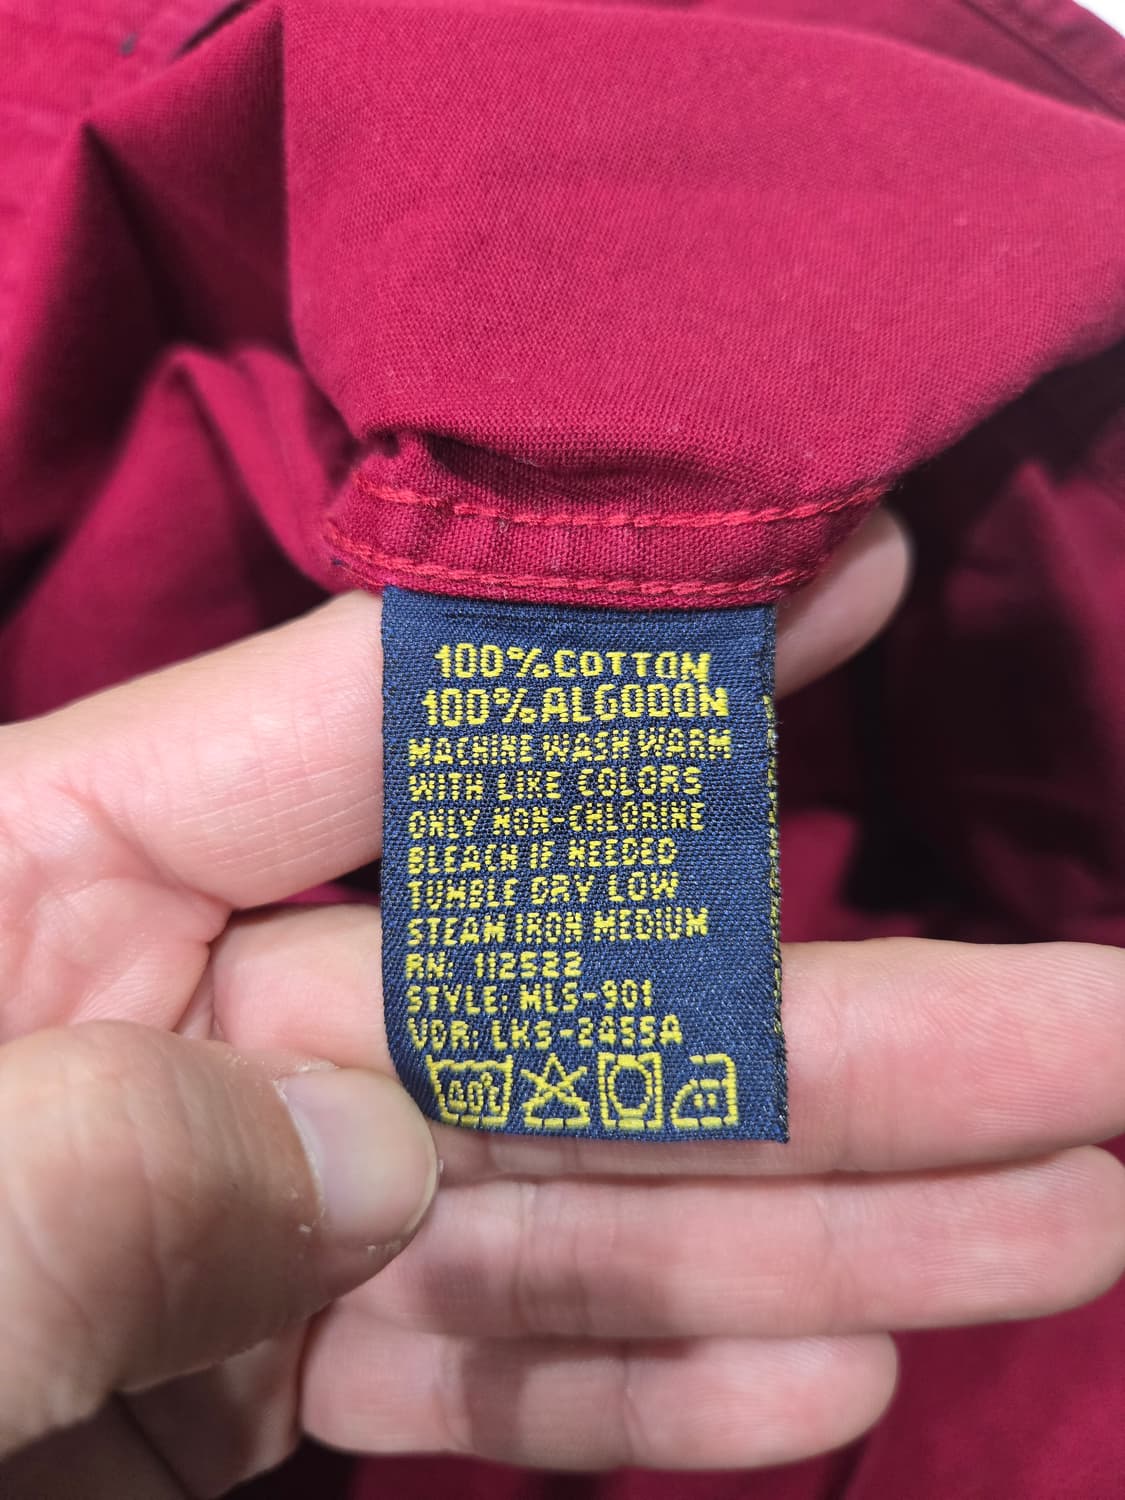 100% COTTON
100% ALGODON
MACHINE WASH WARM
WITH LIKE COLORS
ONLY NON-CHLORINE
BLEACH IF NEEDED
TUMBLE DRY LOW
STEAM IRON MEDIUM
RN: 112522
STYLE: MLS-901
VDR: LKS-2455A